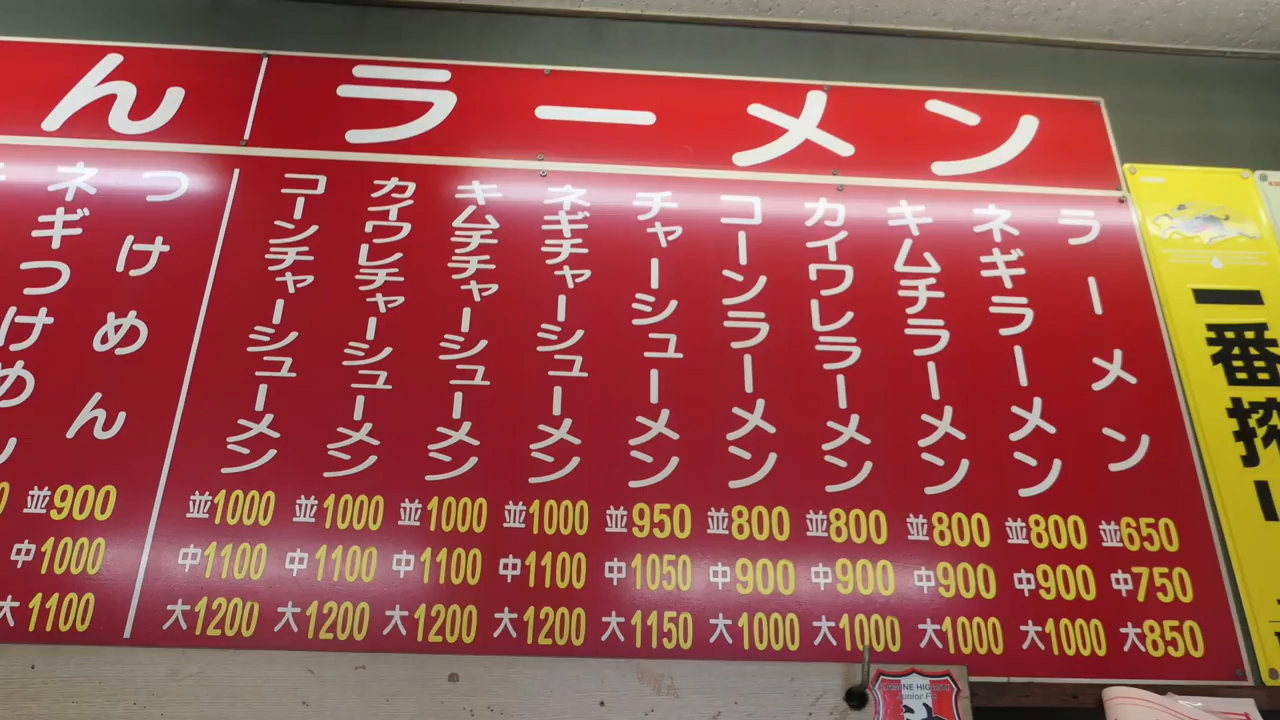 ラーメン
ラーメン
並650
中750
大850
ネギラーメン
並800
中900
大1000
キムチラーメン
並800
中900
大1000
カイワレラーメン
並800
中900
大1000
コーンラーメン
並800
中900
大1000
チャーシューメン
並950
中1050
大1150
ネギチャーシューメン
並1000
中1100
大1200
キムチチャーシューメン
並1000
中1100
大1200
カイワレチャーシューメン
並1000
中1100
大1200
コーンチャーシューメン
並1000
中1100
大1200
ん
つけめん
並900
中1000
大1100
ネギつけめん
一番搾り